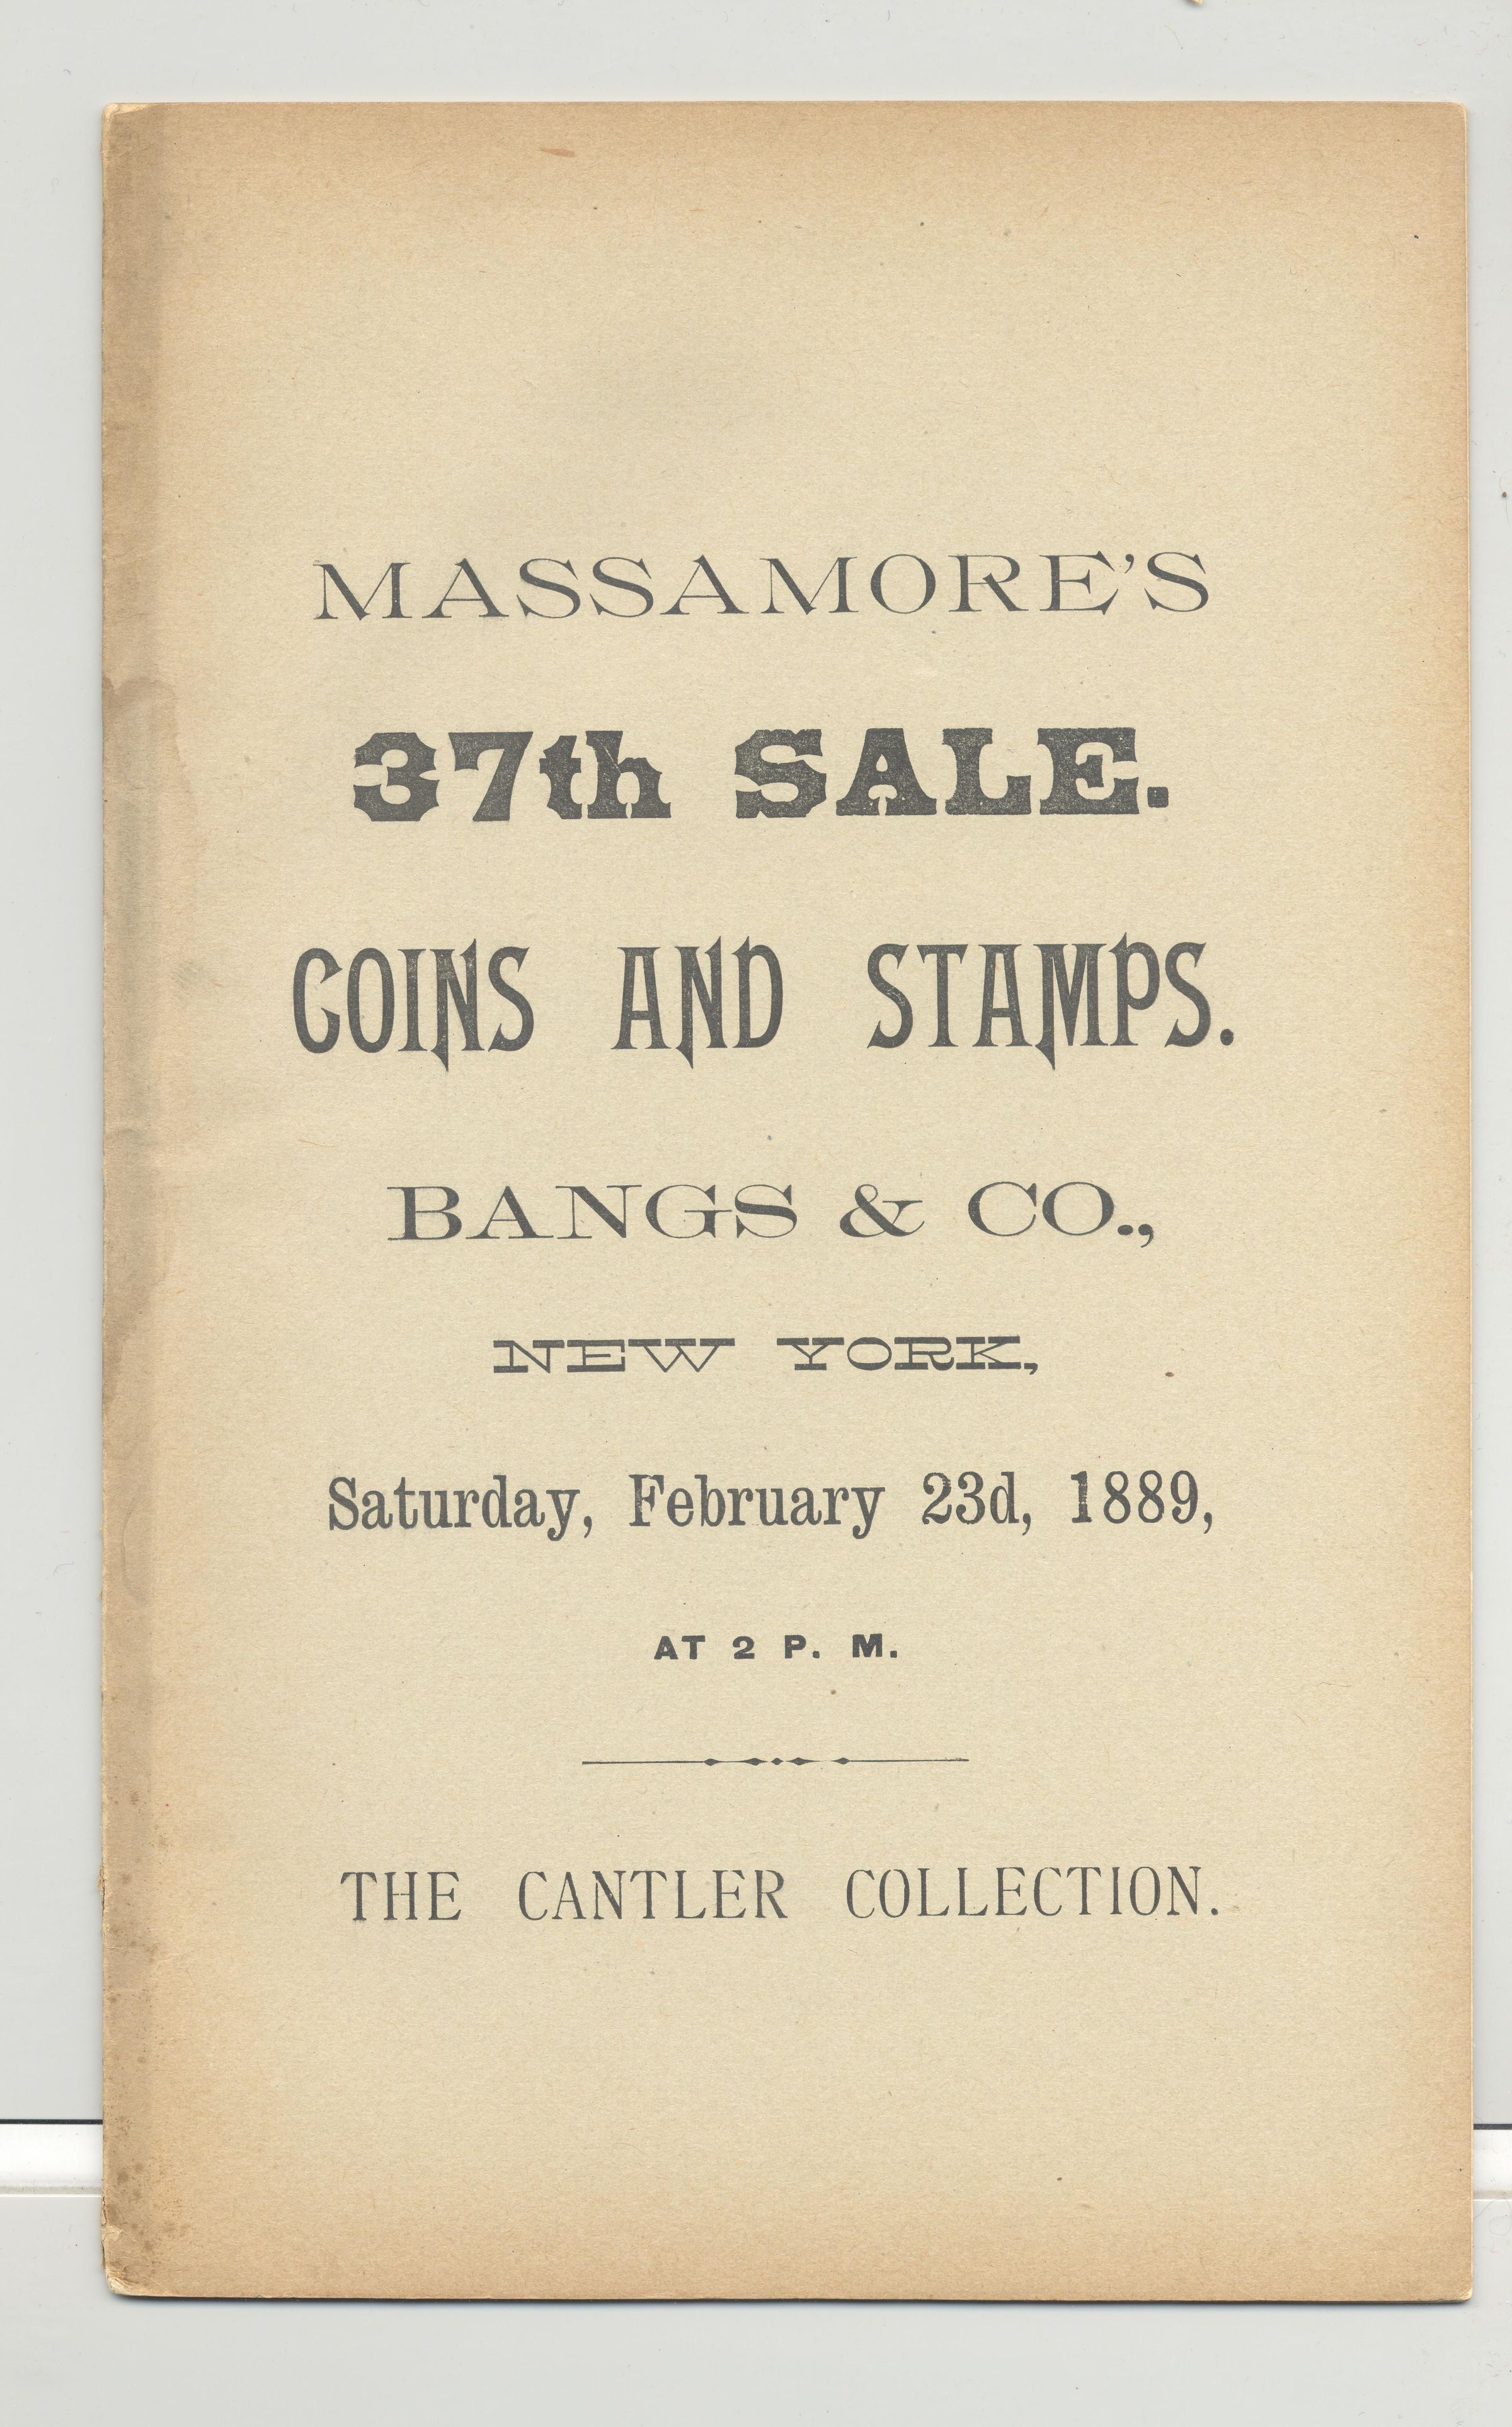 MASSAMORE'S
37th SALE.
COINS AND STAMPS.
BANGS & CO.,
NEW YORK,
Saturday, February 23d, 1889,
AT 2 P. M.
THE CANTLER COLLECTION.